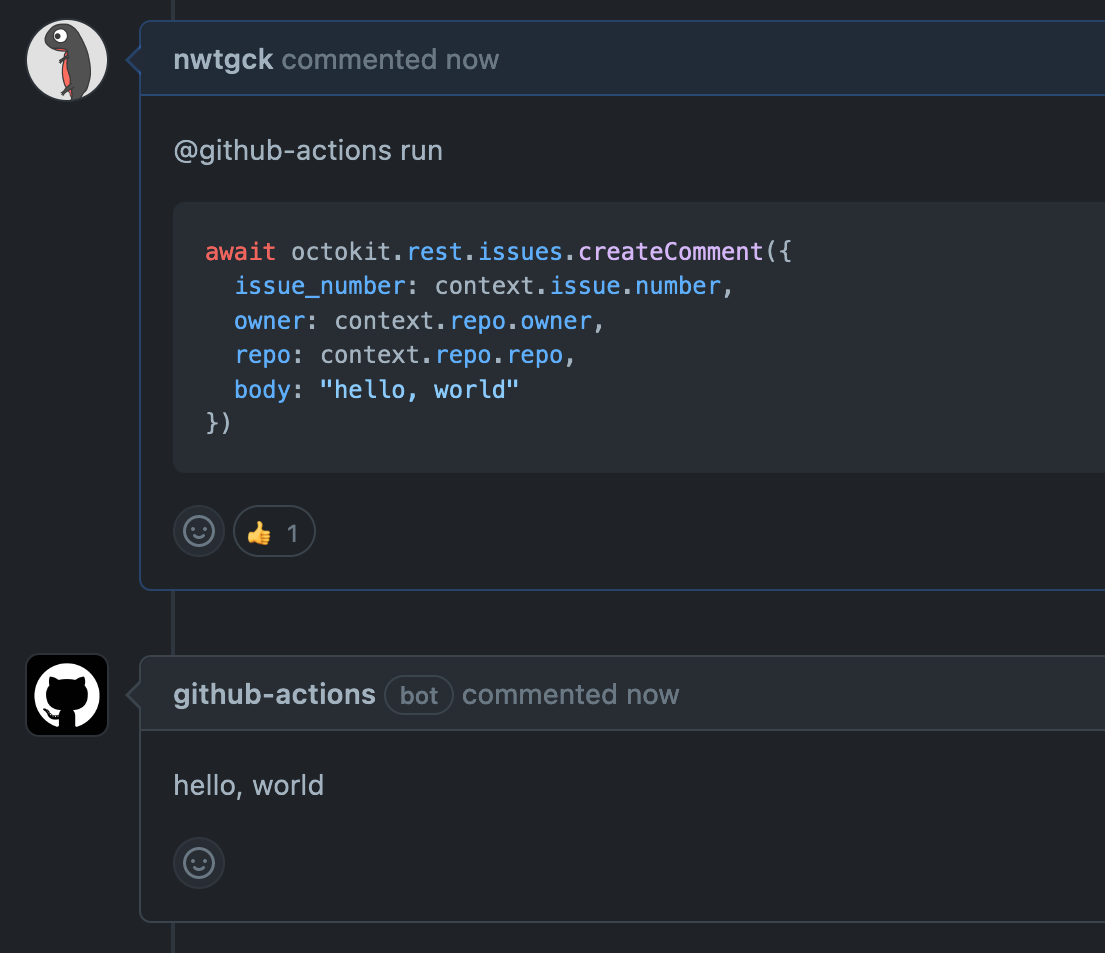 nwtgck commented now
@github-actions run
await octokit.rest.issues.createComment({
  issue_number: context.issue.number,
  owner: context.repo.owner,
  repo: context.repo.repo,
  body: "hello, world"
})
👍 1
github-actions bot commented now
hello, world